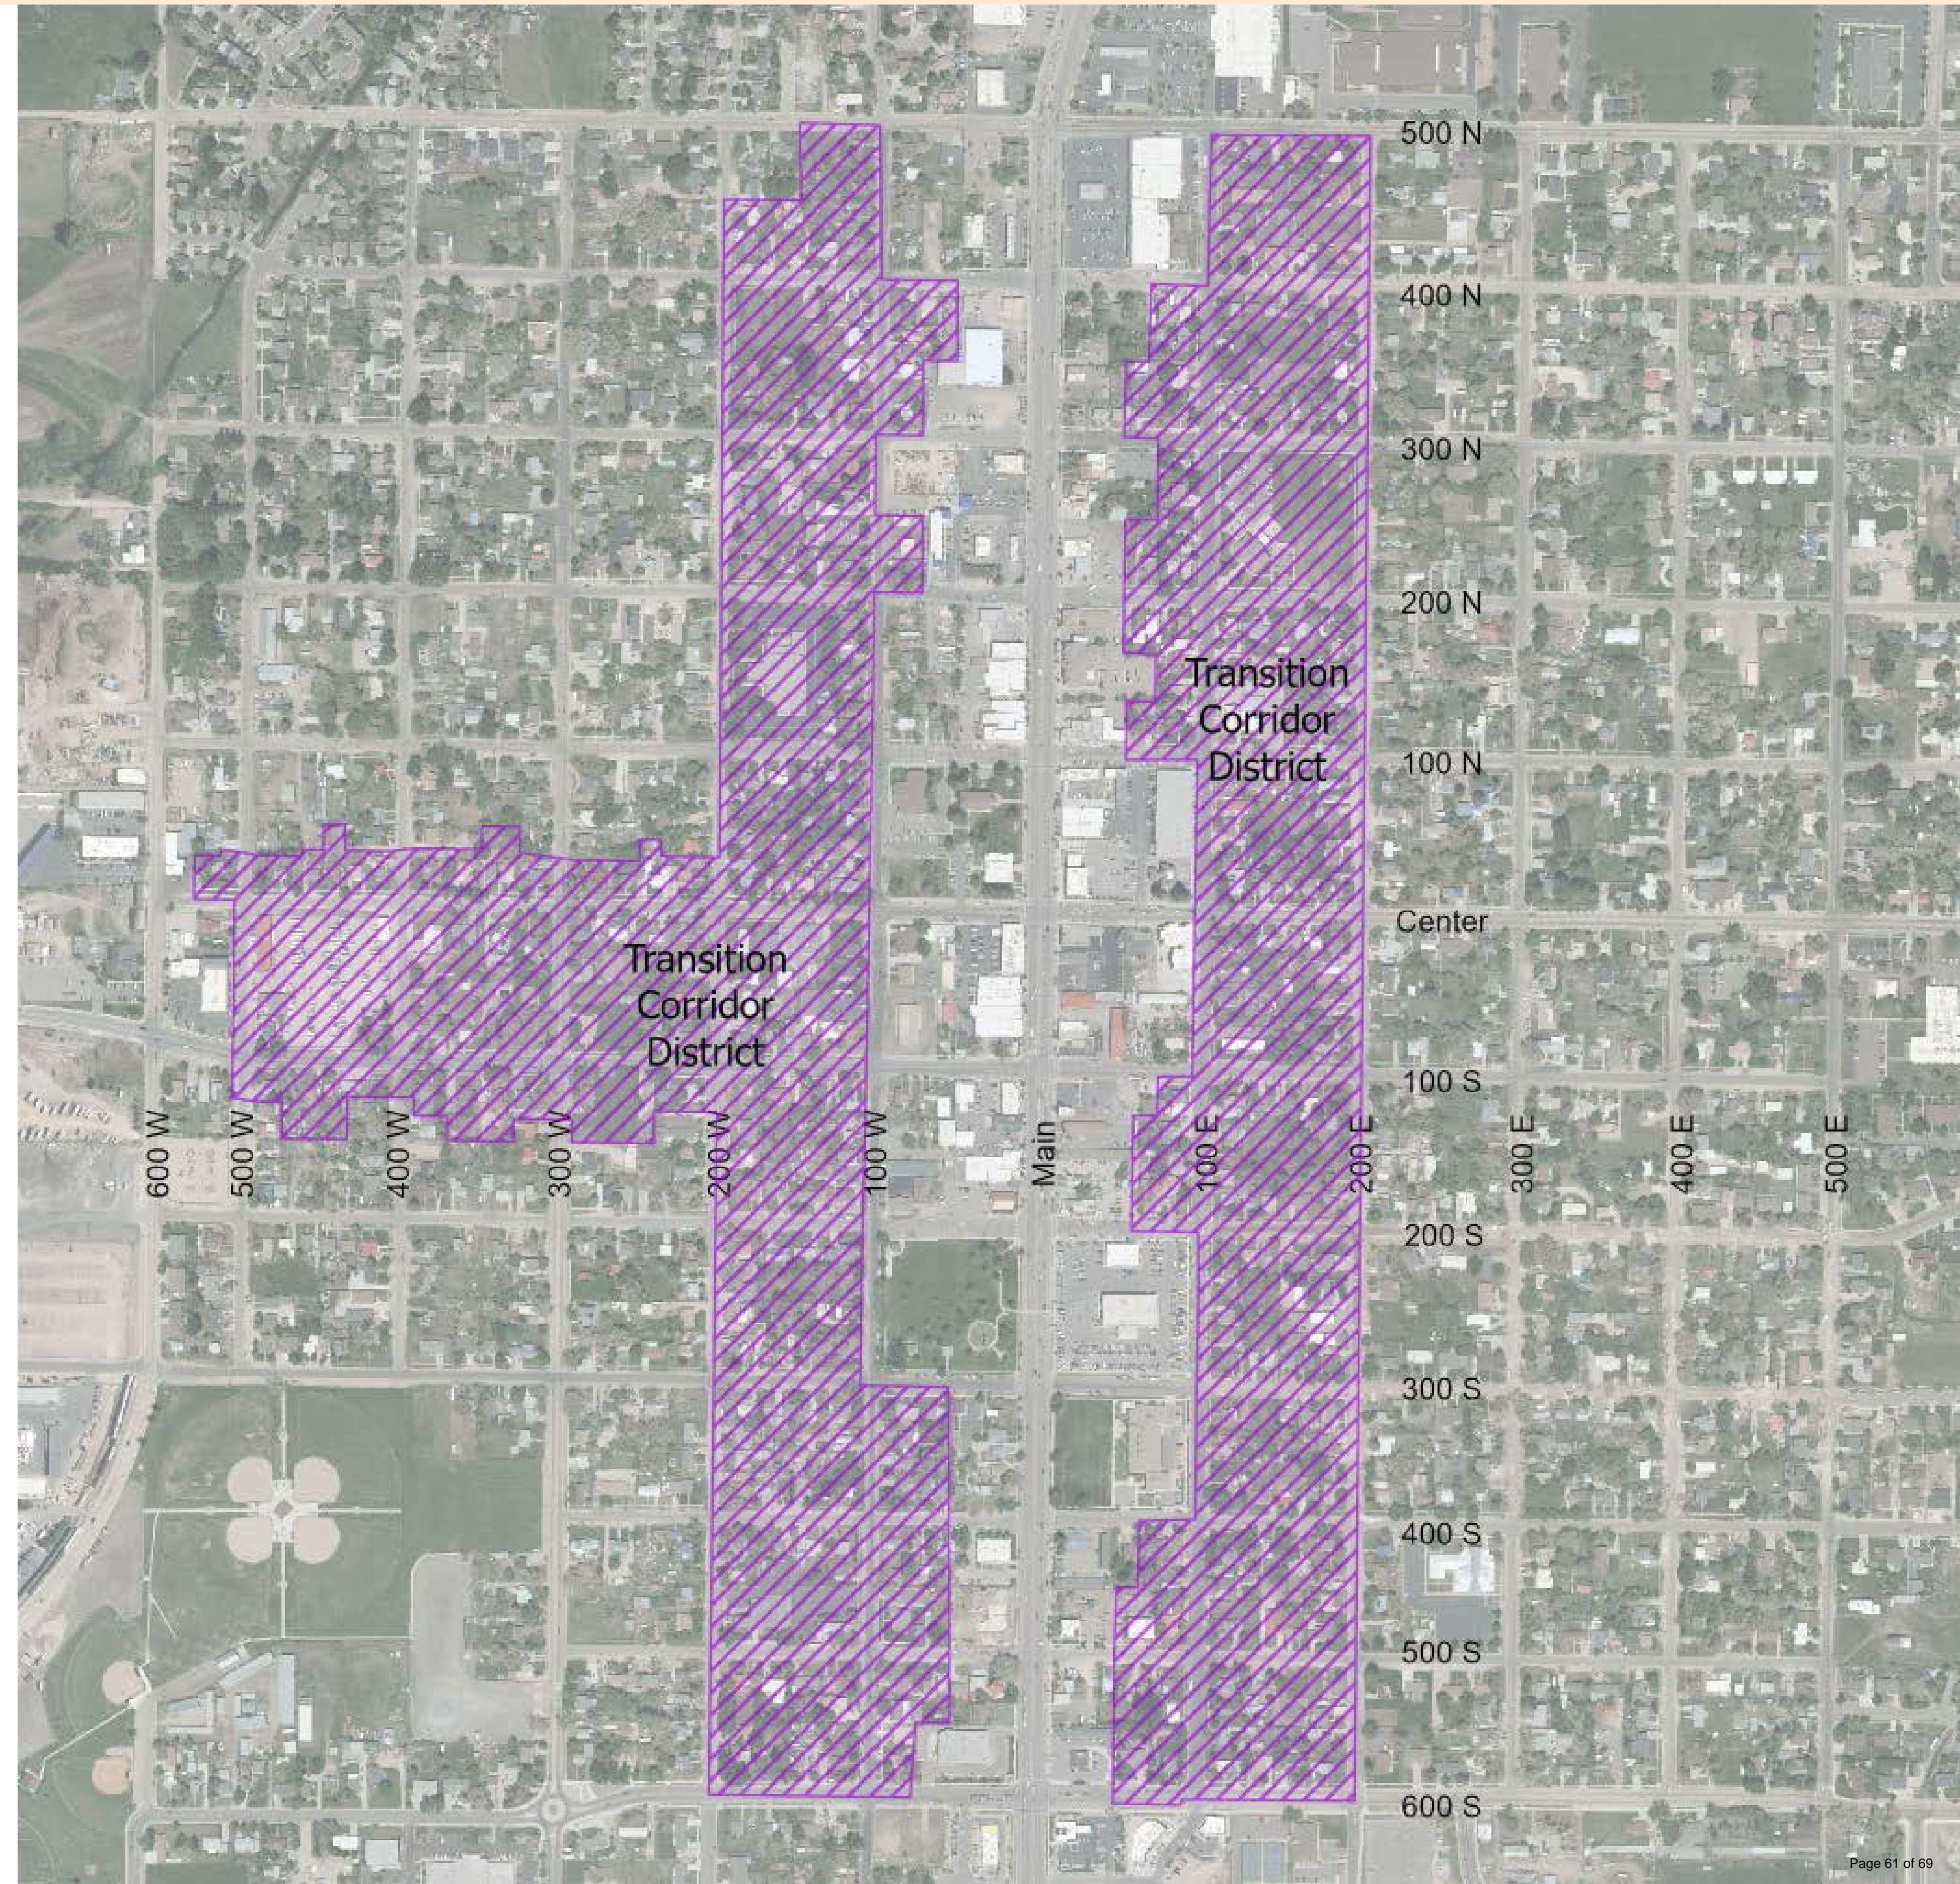 500 N
400 N
300 N
200 N
Transition
Corridor
District
100 N
Center
Transition
Corridor
District
100 S
600 W
500 W
400 W
300 W
200 W
100 W
Main
100 E
200 E
300 E
400 E
500 E
200 S
300 S
400 S
500 S
600 S
Page 61 of 69